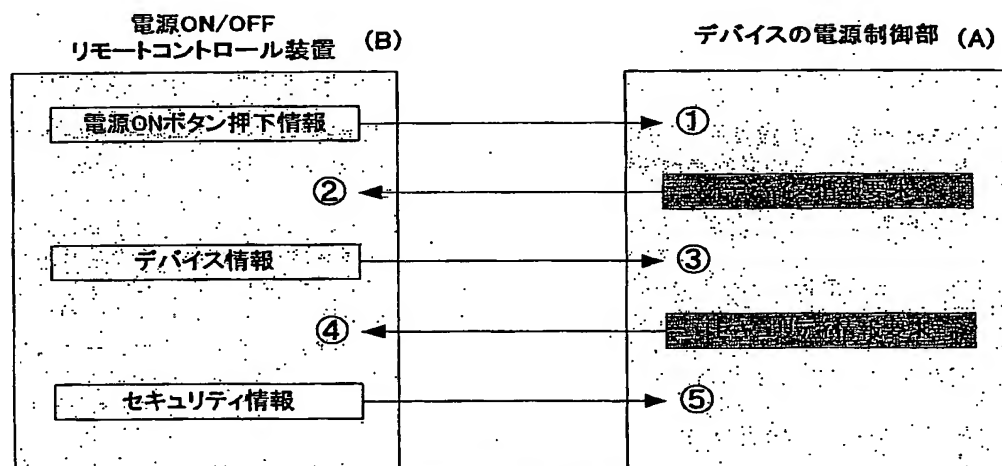 電源ON/OFF
リモートコントロール装置 (B)
デバイスの電源制御部 (A)
電源ONボタン押下情報
①
②
デバイス情報
③
④
セキュリティ情報
⑤